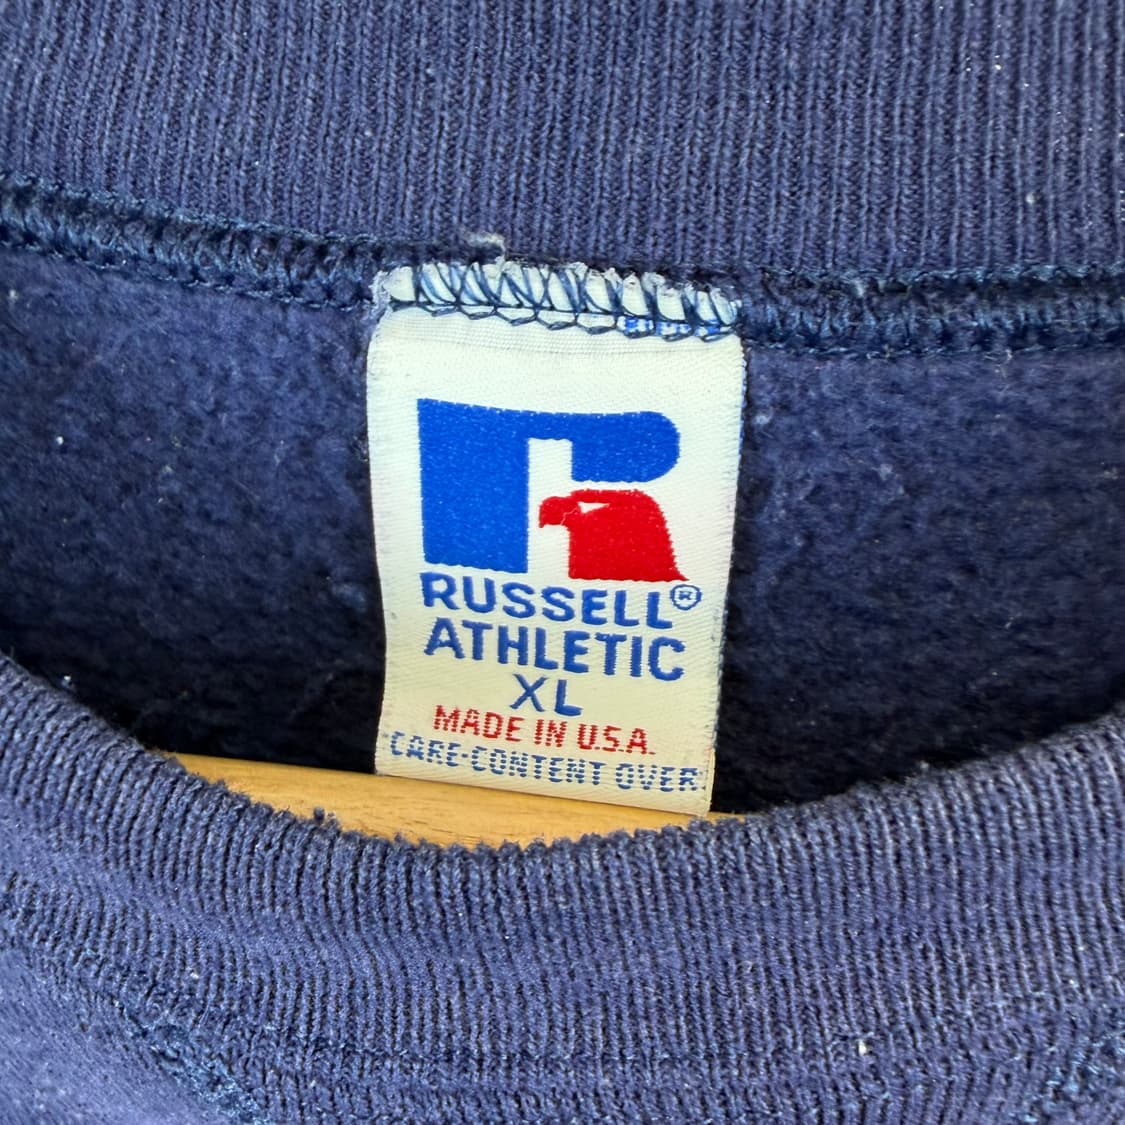 RUSSELL®
ATHLETIC
XL
MADE IN U.S.A.
CARE-CONTENT OVER